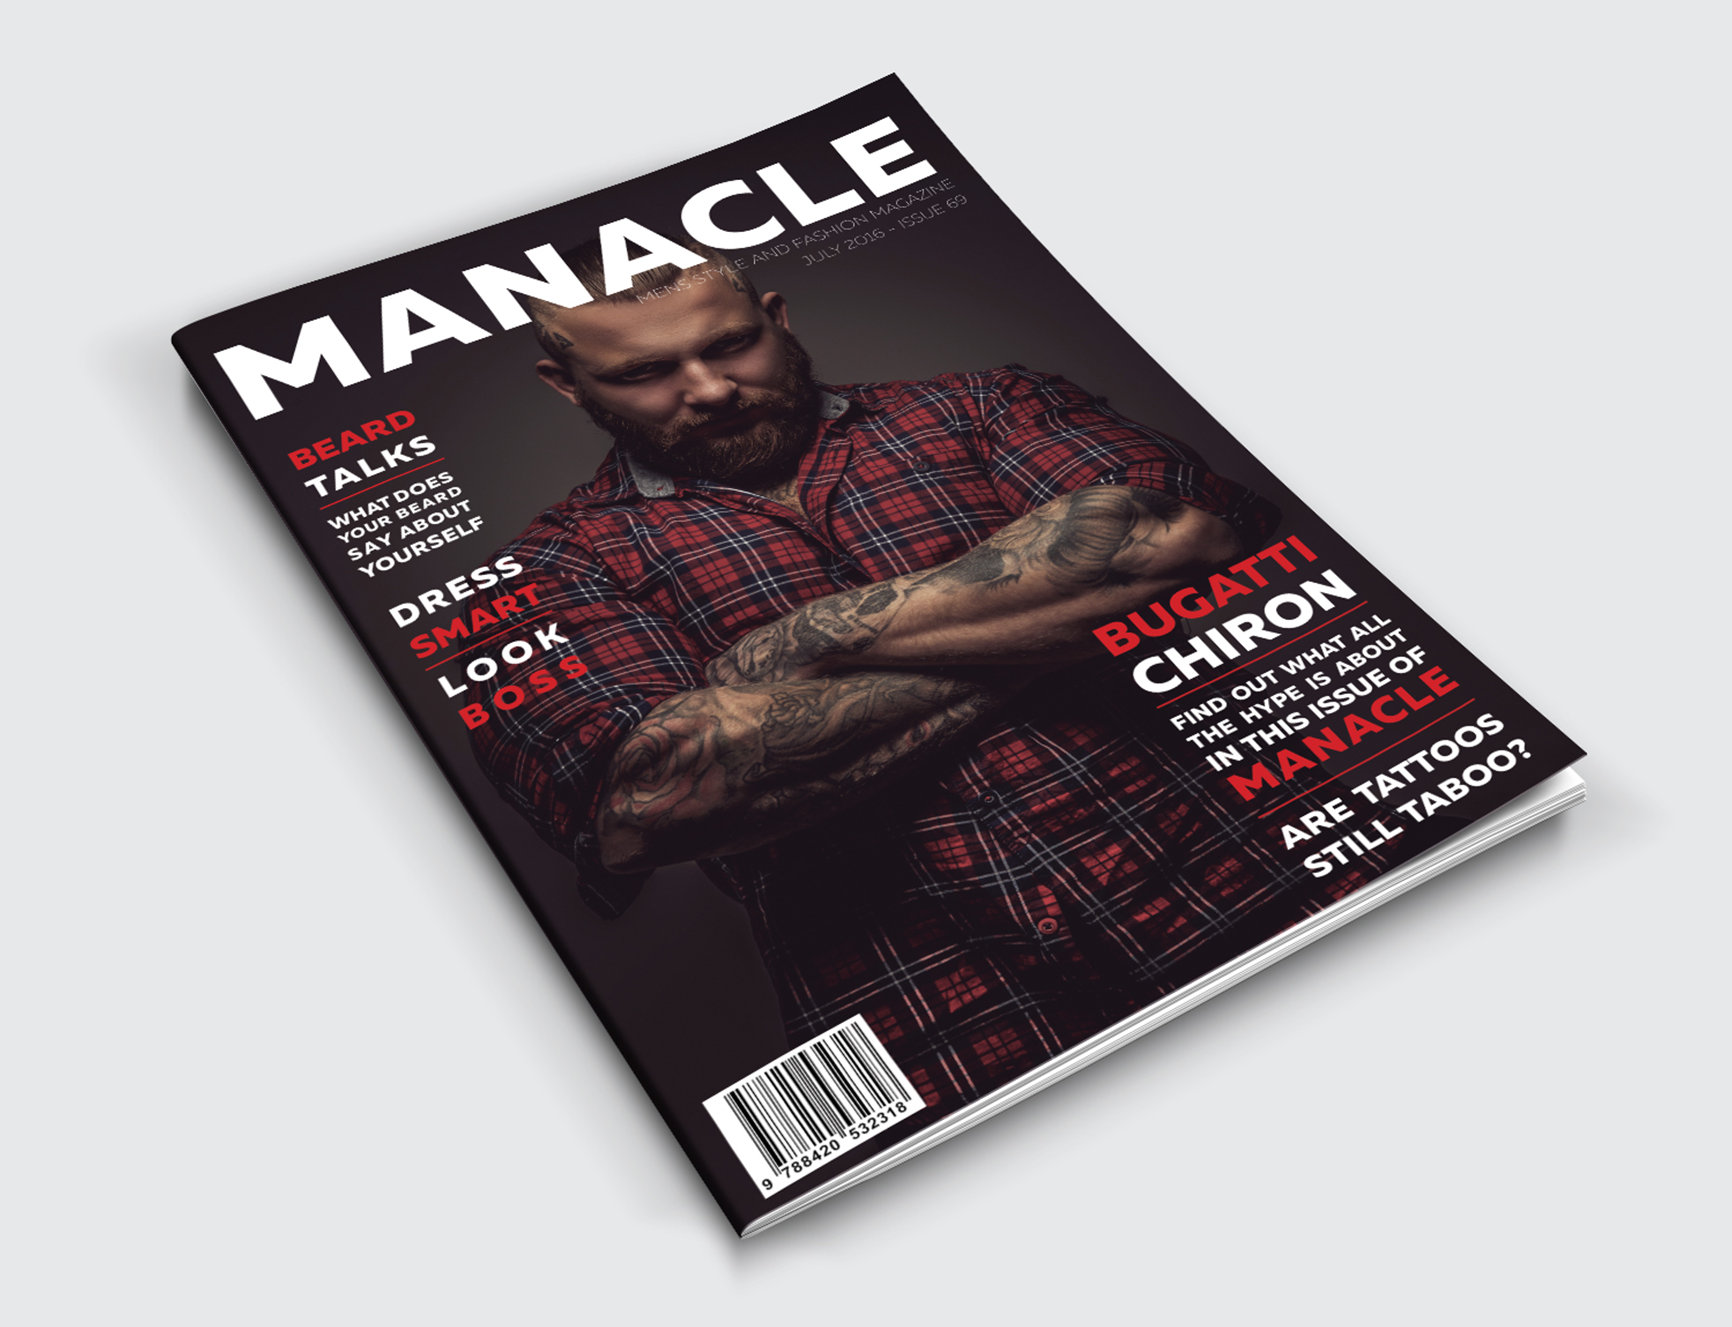 MANACLE
MENS STYLE AND FASHION MAGAZINE
JULY 2016 - ISSUE 69
BEARD
TALKS
WHAT DOES
YOUR BEARD
SAY ABOUT
YOURSELF
DRESS
SMART
LOOK
BOSS
BUGATTI
CHIRON
FIND OUT WHAT ALL
THE HYPE IS ABOUT
IN THIS ISSUE OF
MANACLE
ARE TATTOOS
STILL TABOO?
9 788420 532318